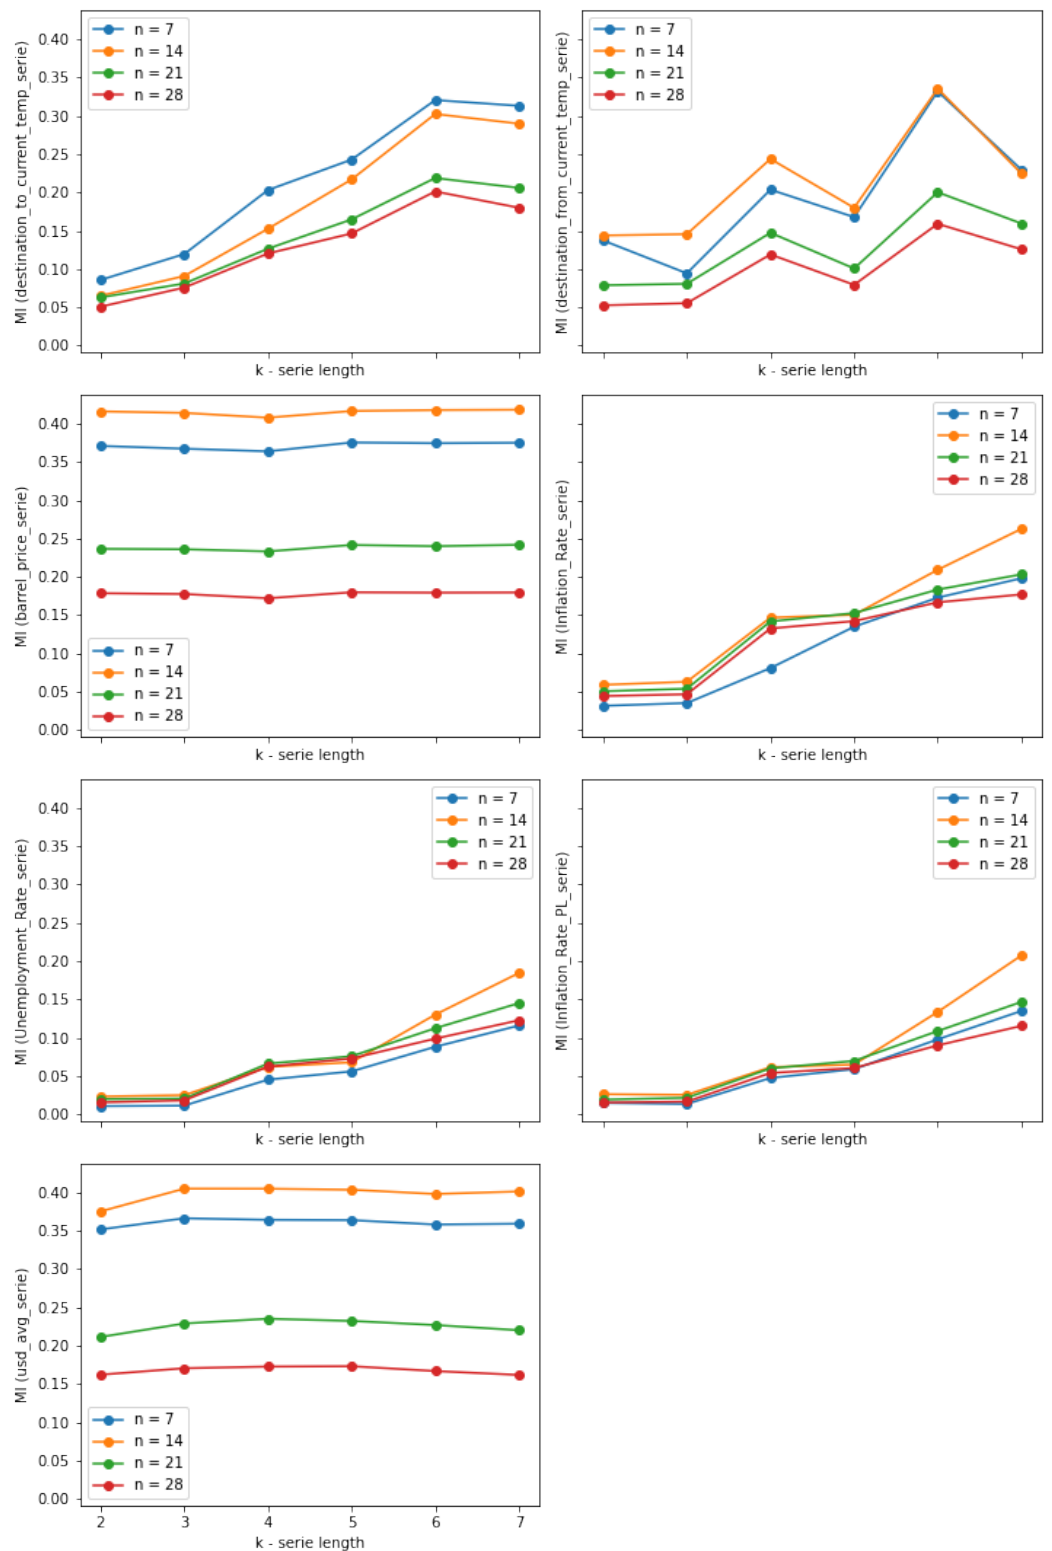 MI (destination_to_current_temp_serie)
0.40
0.35
0.30
0.25
0.20
0.15
0.10
0.05
0.00
n = 7
n = 14
n = 21
n = 28
k - serie length
MI (destination_from_current_temp_serie)
n = 7
n = 14
n = 21
n = 28
k - serie length
MI (barrel_price_serie)
0.40
0.35
0.30
0.25
0.20
0.15
0.10
0.05
0.00
n = 7
n = 14
n = 21
n = 28
k - serie length
MI (Inflation_Rate_serie)
n = 7
n = 14
n = 21
n = 28
k - serie length
MI (Unemployment_Rate_serie)
0.40
0.35
0.30
0.25
0.20
0.15
0.10
0.05
0.00
n = 7
n = 14
n = 21
n = 28
k - serie length
MI (Inflation_Rate_PL_serie)
n = 7
n = 14
n = 21
n = 28
k - serie length
MI (usd_avg_serie)
0.40
0.35
0.30
0.25
0.20
0.15
0.10
0.05
0.00
n = 7
n = 14
n = 21
n = 28
2 3 4 5 6 7
k - serie length